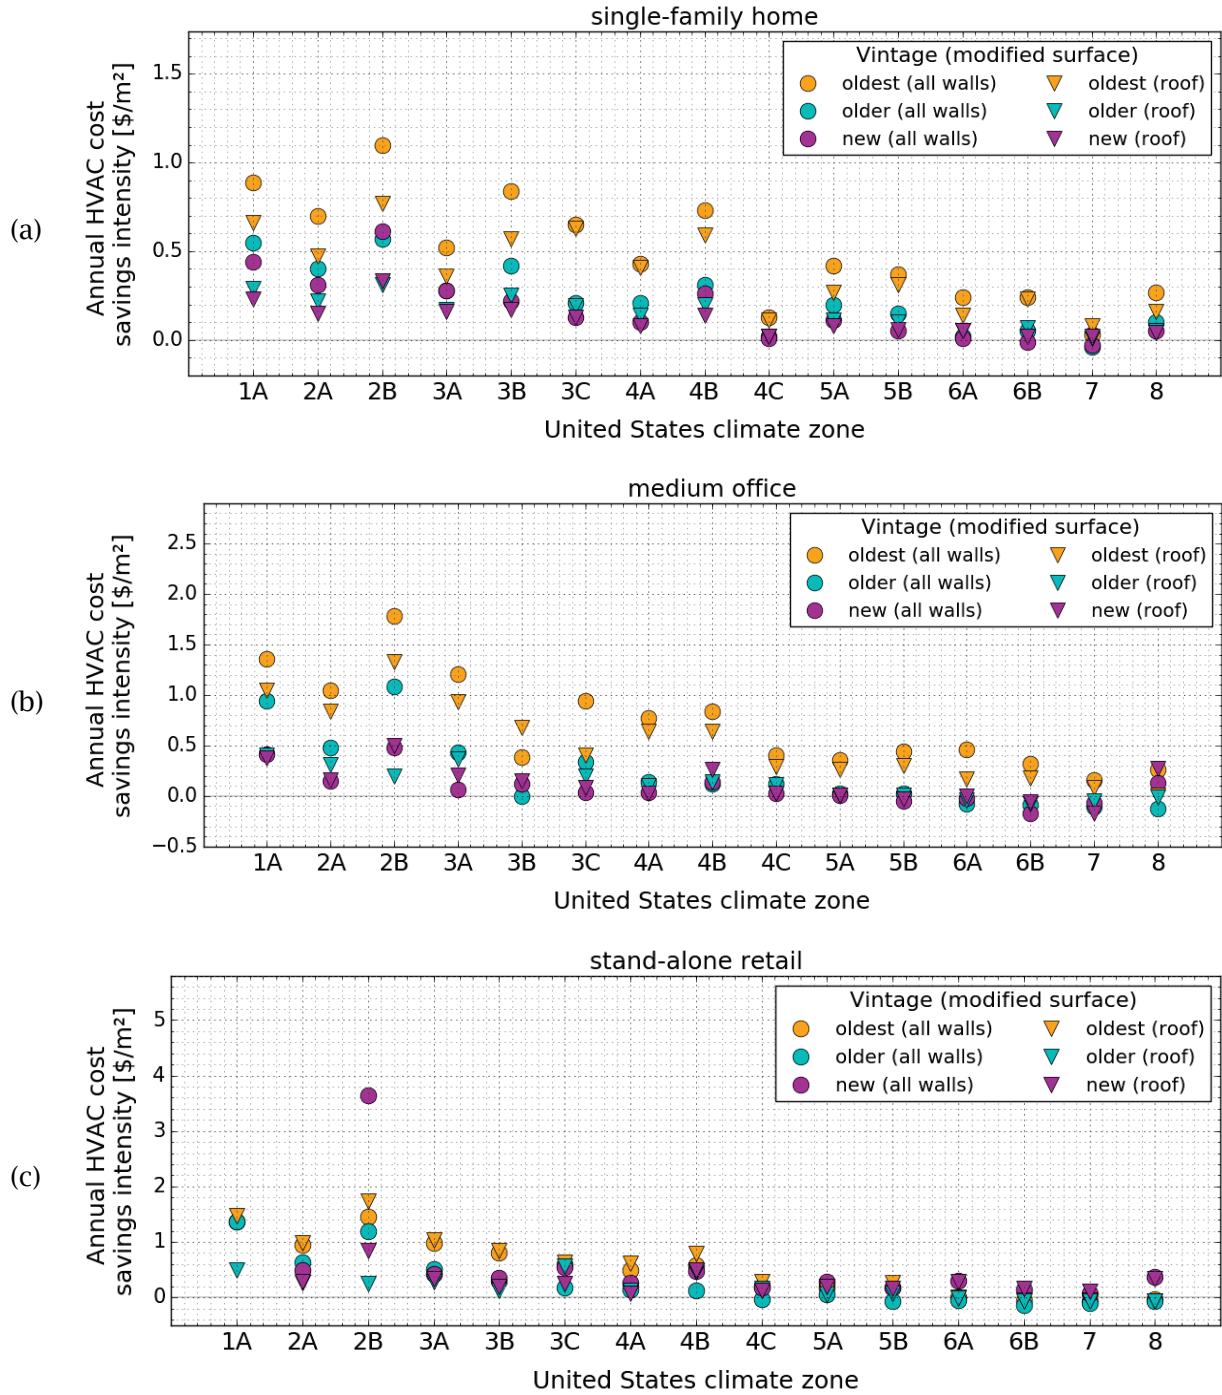 single-family home
(a)
Annual HVAC cost
savings intensity [$/m²]
1.5
1.0
0.5
0.0
Vintage (modified surface)
oldest (all walls) oldest (roof)
older (all walls) older (roof)
new (all walls) new (roof)
1A 2A 2B 3A 3B 3C 4A 4B 4C 5A 5B 6A 6B 7 8
United States climate zone
medium office
(b)
Annual HVAC cost
savings intensity [$/m²]
2.5
2.0
1.5
1.0
0.5
0.0
−0.5
Vintage (modified surface)
oldest (all walls) oldest (roof)
older (all walls) older (roof)
new (all walls) new (roof)
1A 2A 2B 3A 3B 3C 4A 4B 4C 5A 5B 6A 6B 7 8
United States climate zone
stand-alone retail
(c)
Annual HVAC cost
savings intensity [$/m²]
5
4
3
2
1
0
Vintage (modified surface)
oldest (all walls) oldest (roof)
older (all walls) older (roof)
new (all walls) new (roof)
1A 2A 2B 3A 3B 3C 4A 4B 4C 5A 5B 6A 6B 7 8
United States climate zone